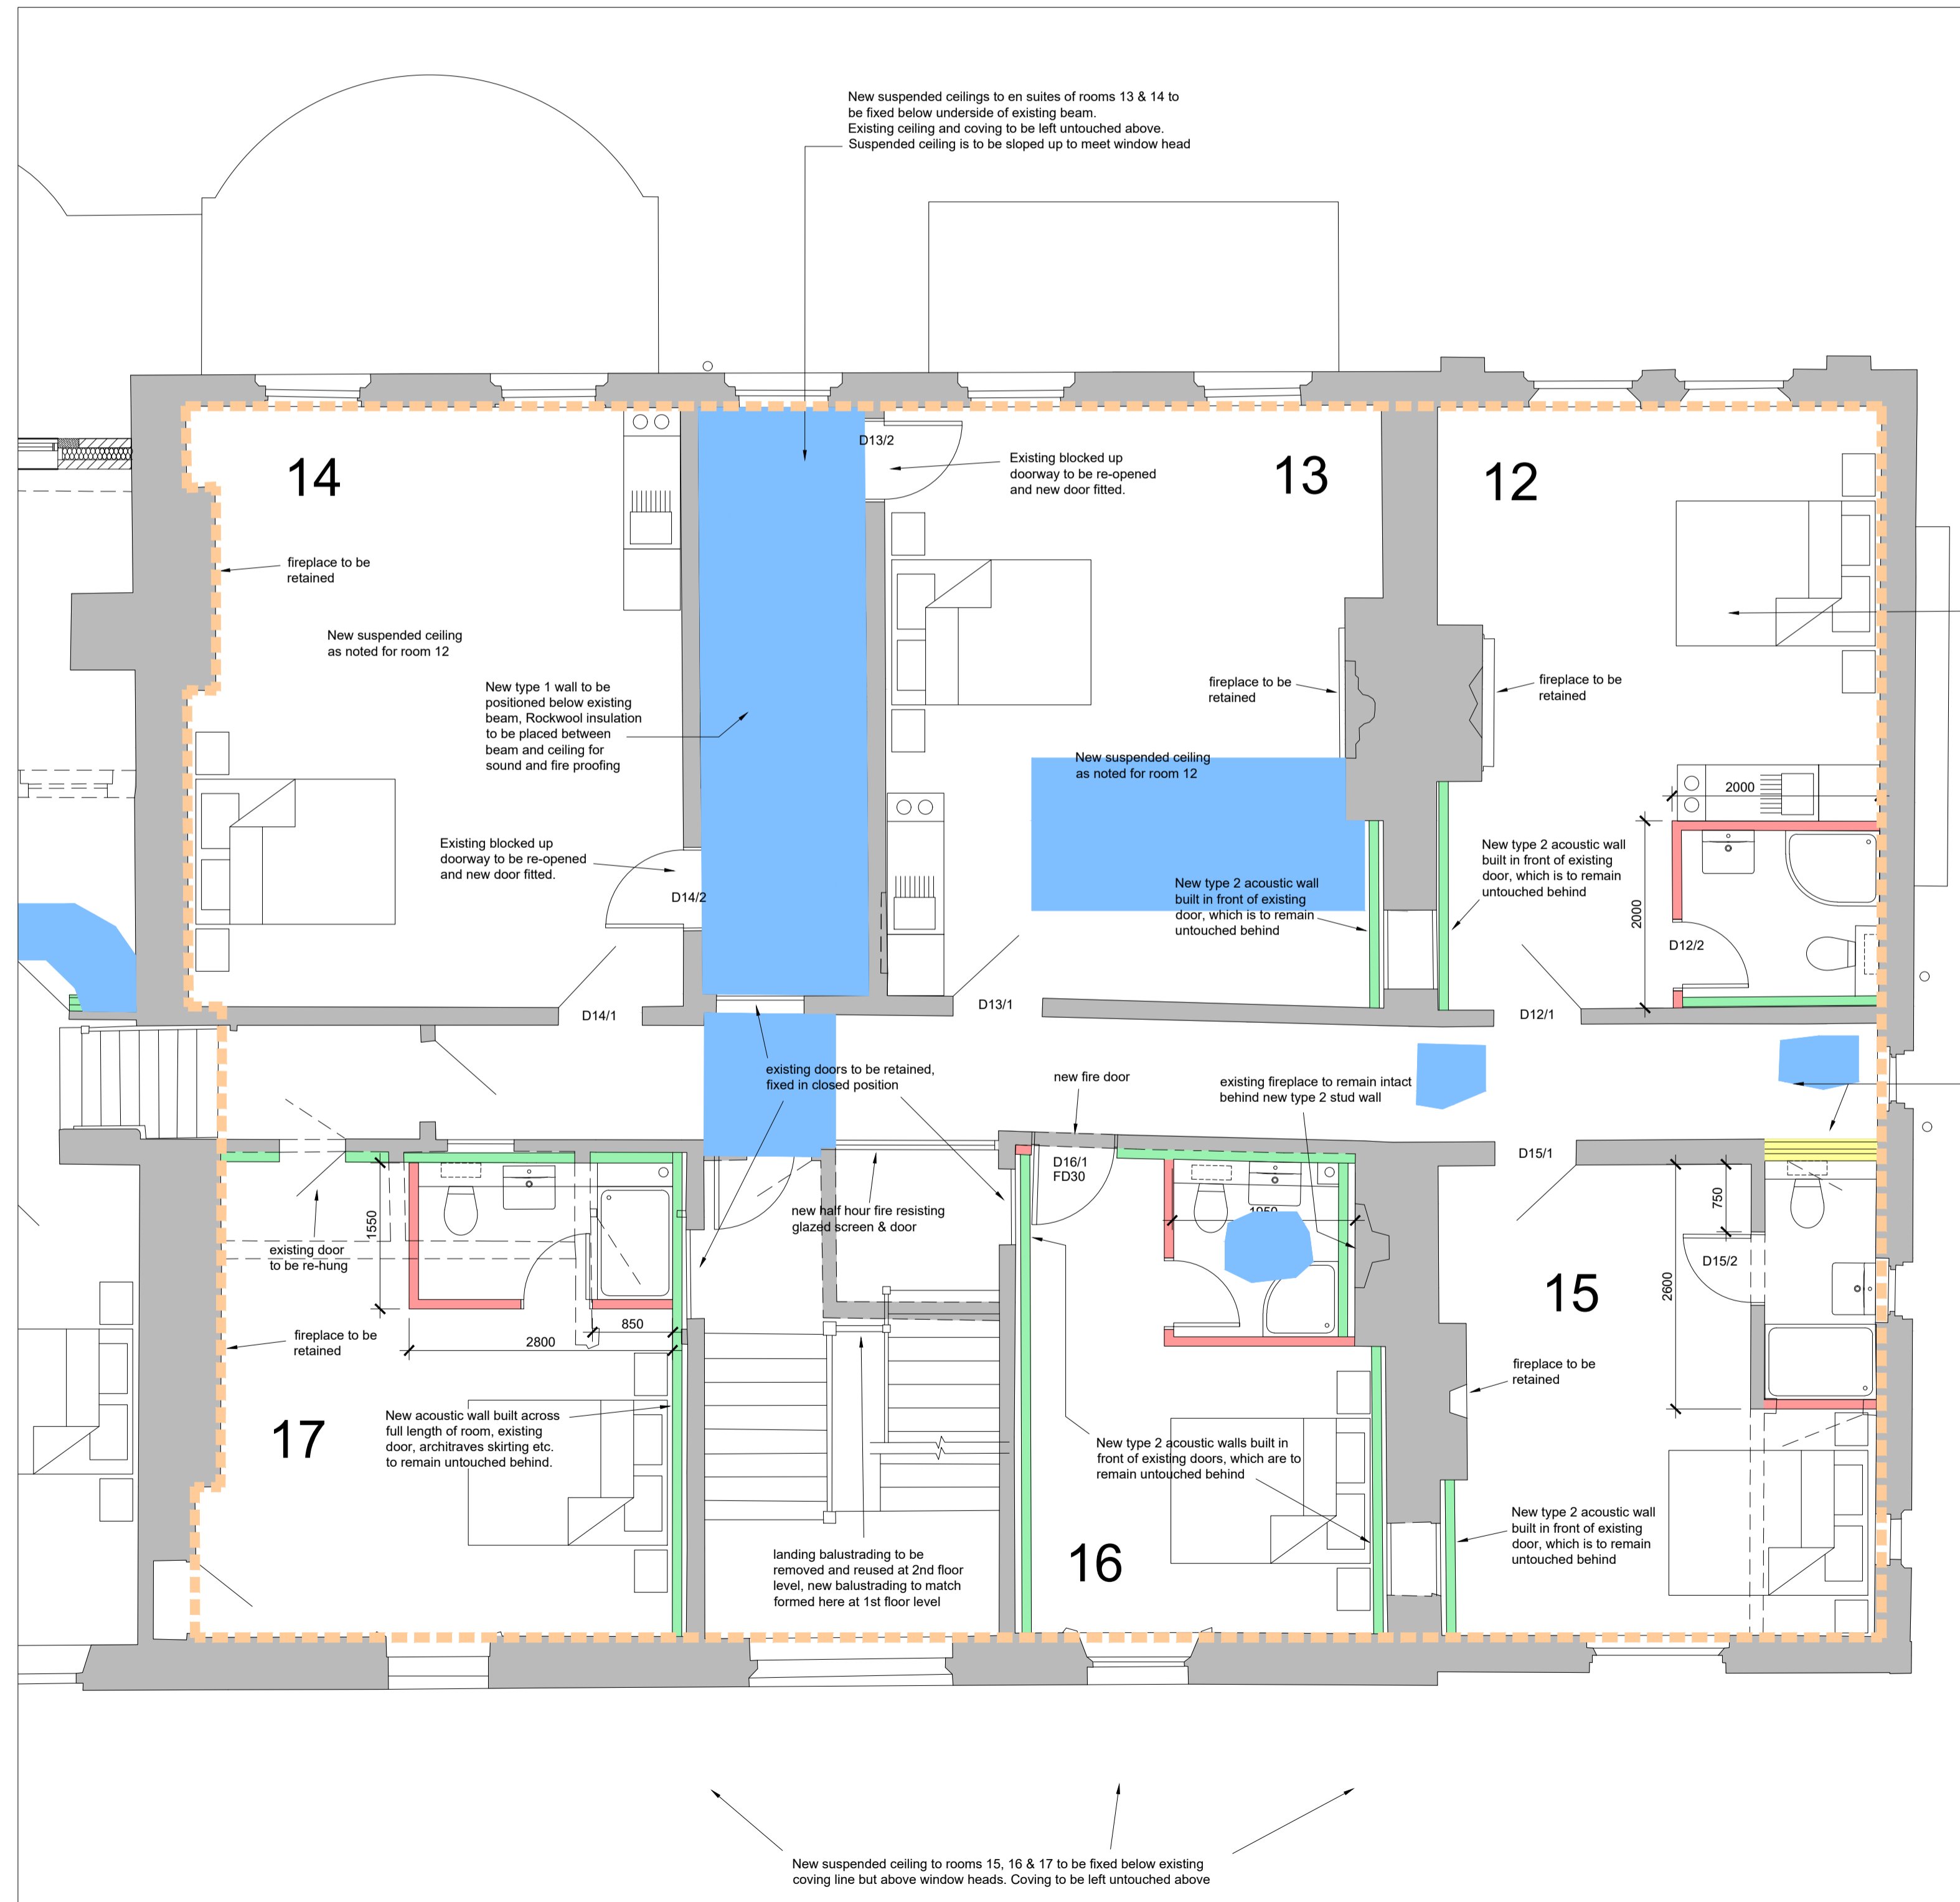 New suspended ceilings to en suites of rooms 13 & 14 to
be fixed below underside of existing beam.
Existing ceiling and coving to be left untouched above.
Suspended ceiling is to be sloped up to meet window head
D13/2
14
13
12
Existing blocked up
doorway to be re-opened
and new door fitted.
fireplace to be
retained
New suspended ceiling
as noted for room 12
New type 1 wall to be
positioned below existing
beam, Rockwool insulation
to be placed between
beam and ceiling for
sound and fire proofing
fireplace to be
retained
fireplace to be
retained
New suspended ceiling
as noted for room 12
2000
Existing blocked up
doorway to be re-opened
and new door fitted.
D14/2
New type 2 acoustic wall
built in front of existing
door, which is to remain
untouched behind
New type 2 acoustic wall
built in front of existing
door, which is to remain
untouched behind
2000
D12/2
D14/1
D13/1
D12/1
existing doors to be retained,
fixed in closed position
new fire door
existing fireplace to remain intact
behind new type 2 stud wall
D16/1
FD30
D15/1
1550
existing door
to be re-hung
new half hour fire resisting
glazed screen & door
1950
750
D15/2
2600
15
fireplace to be
retained
850
2800
fireplace to be
retained
17
New acoustic wall built across
full length of room, existing
door, architraves skirting etc.
to remain untouched behind.
New type 2 acoustic walls built in
front of existing doors, which are to
remain untouched behind
16
New type 2 acoustic wall
built in front of existing
door, which is to remain
untouched behind
landing balustrading to be
removed and reused at 2nd floor
level, new balustrading to match
formed here at 1st floor level
New suspended ceiling to rooms 15, 16 & 17 to be fixed below existing
coving line but above window heads. Coving to be left untouched above